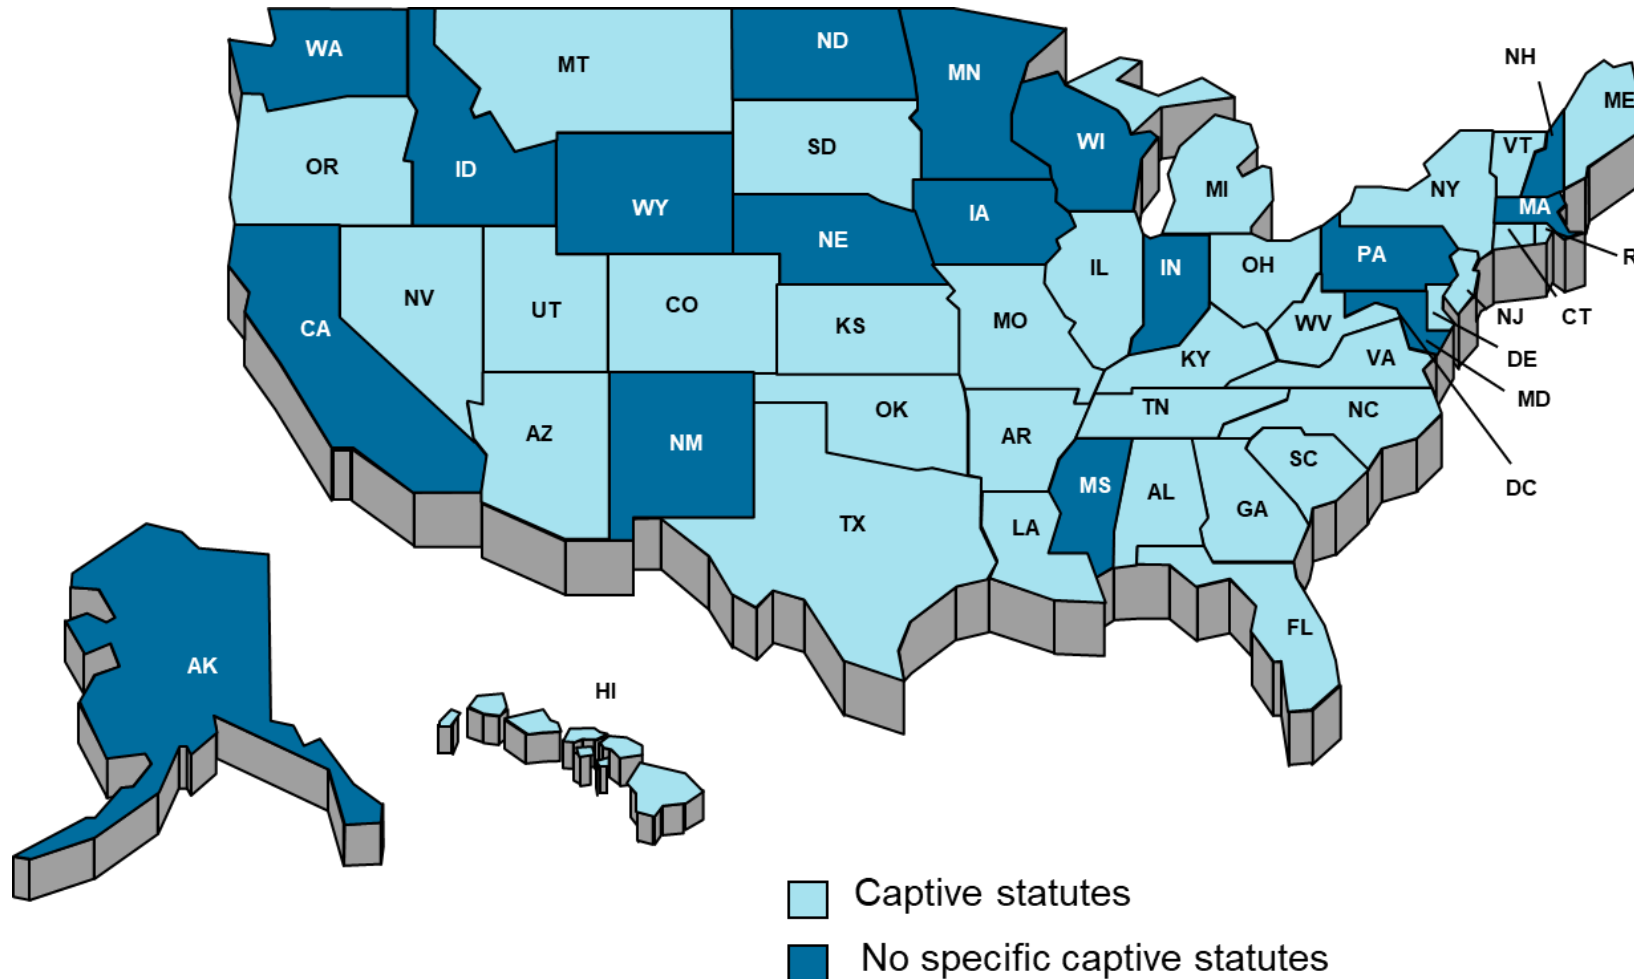 WA
MT
ND
MN
NH
ME
OR
ID
SD
WI
VT
NY
MI
MA
WY
IA
NE
PA
R
NV
UT
CO
IL
IN
OH
CA
KS
MO
WV
NJ
CT
KY
VA
DE
MD
AZ
NM
OK
AR
TN
NC
SC
DC
MS
AL
GA
TX
LA
FL
AK
HI
Captive statutes
No specific captive statutes